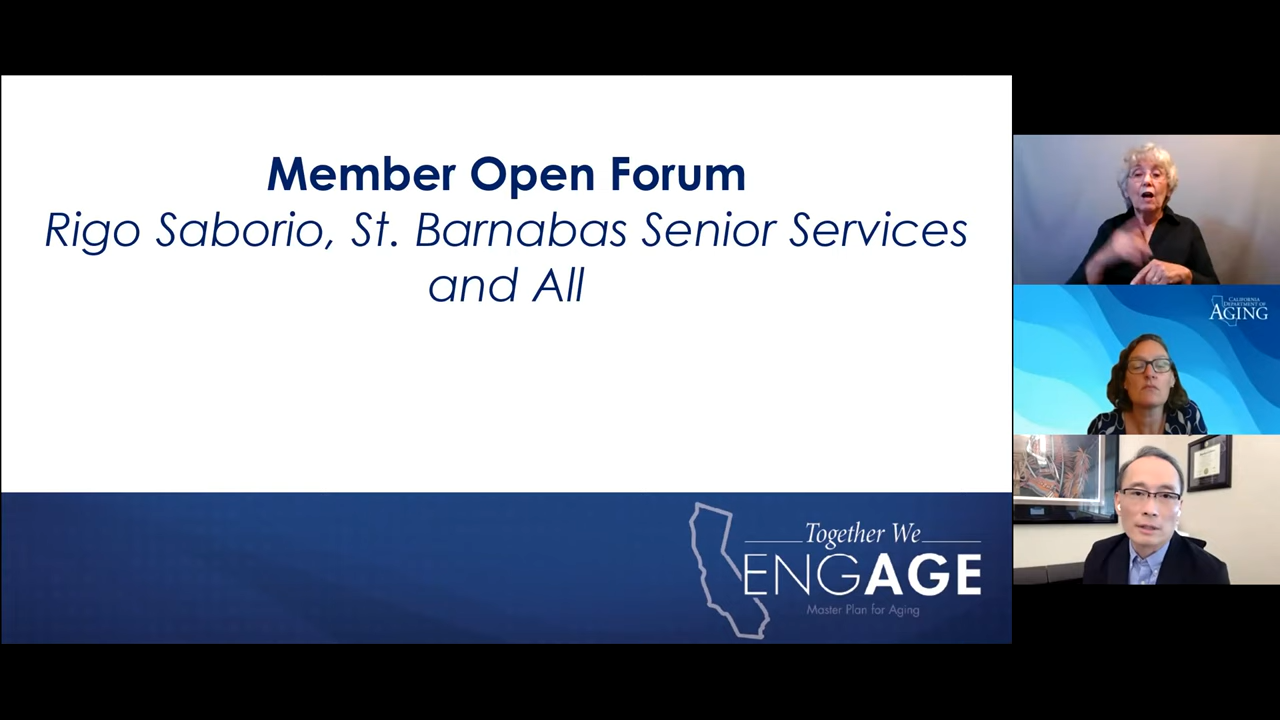 Member Open Forum
Rigo Saborio, St. Barnabas Senior Services
and All
Together We
ENGAGE
Master Plan for Aging
CALIFORNIA
DEPARTMENT OF
AGING